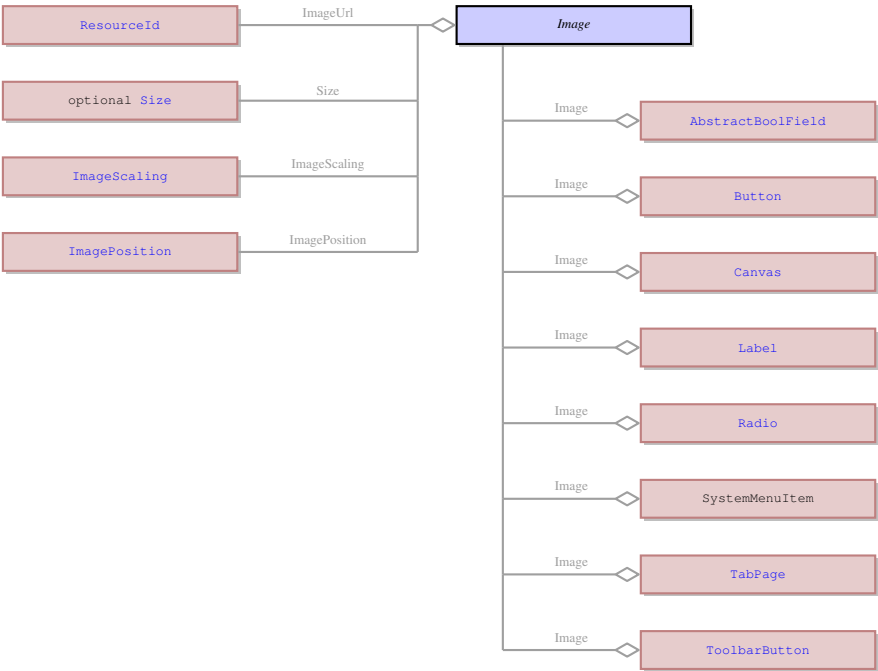 ImageUrl
ResourceId
Image
Size
optional Size
Image
AbstractBoolField
ImageScaling
ImageScaling
Image
Button
ImagePosition
ImagePosition
Image
Canvas
Image
Label
Image
Radio
Image
SystemMenuItem
Image
TabPage
Image
ToolbarButton